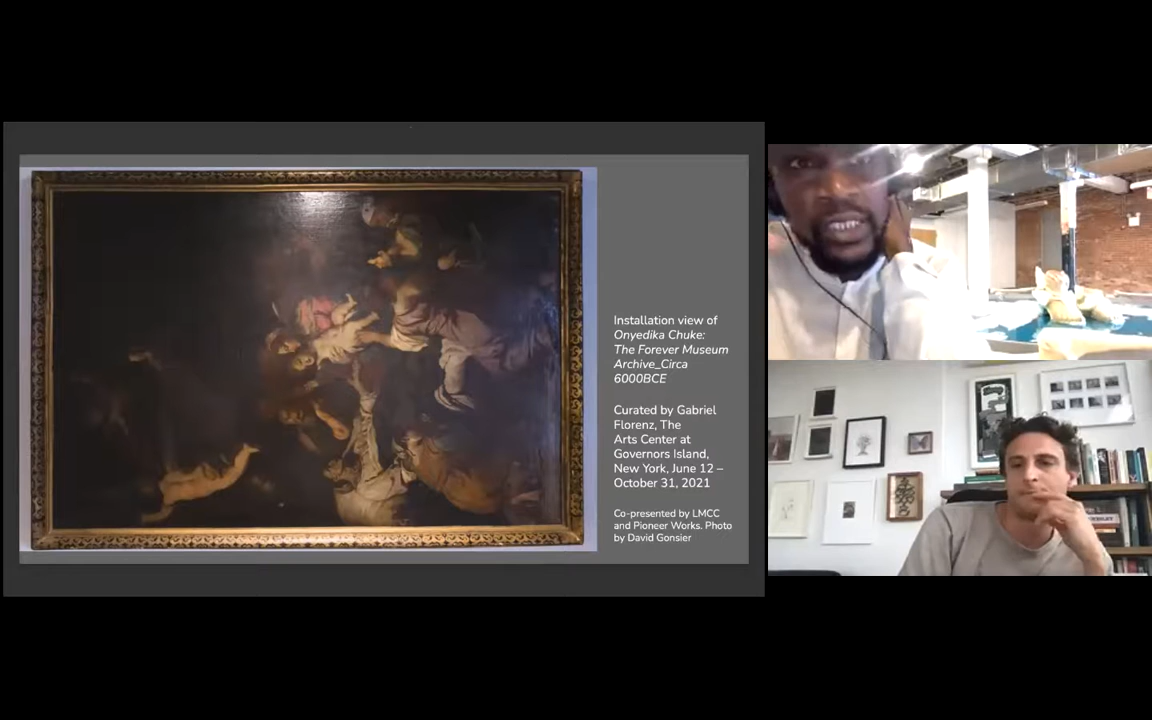 Installation view of
Onyedika Chuke:
The Forever Museum
Archive_Circa
6000BCE
Curated by Gabriel
Florenz, The
Arts Center at
Governors Island,
New York, June 12 –
October 31, 2021
Co-presented by LMCC
and Pioneer Works. Photo
by David Gonsier